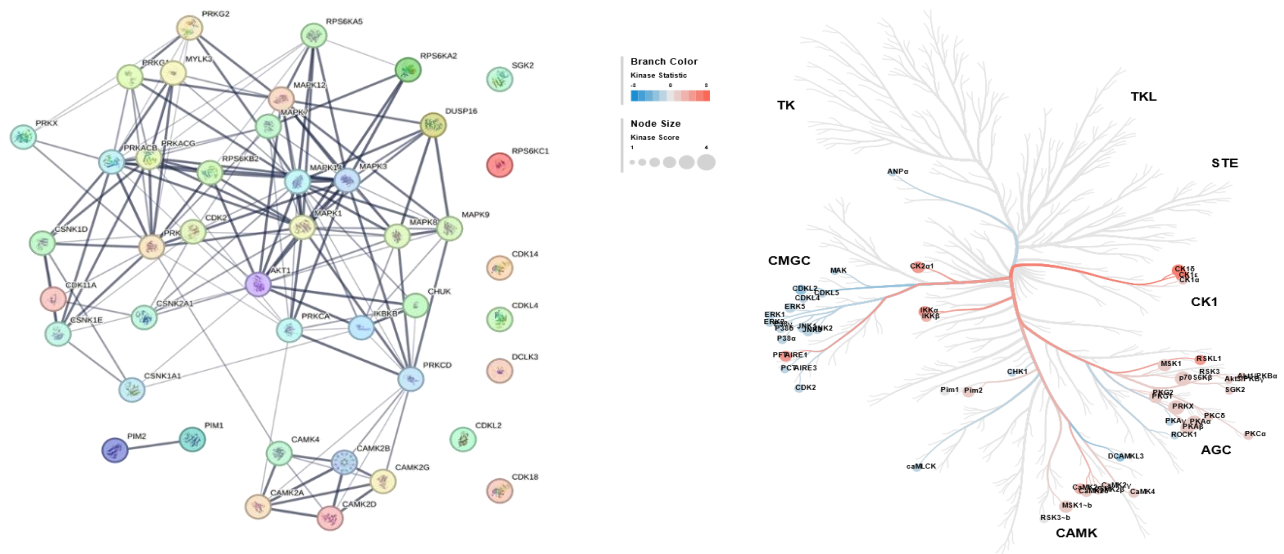 PRKG2
RPS6KA5
MYLK3
RPS6KA2
SGK2
MAPK12
DUSP16
PRKX
PRKACB
PRKACG
RPS6KB2
MAPK3
RPS6KC1
MAPK1
MAPK8
MAPK9
CSNK1D
CDK2
CDK14
AKT1
CDK11A
CSNK2A1
CHUK
CDKL4
CSNK1E
PRKCA
IKBKB
DCLK3
CSNK1A1
PRKCD
PIM2
PIM1
CDKL2
CAMK4
CAMK2B
CAMK2G
CDK18
CAMK2A
CAMK2D
Branch Color
Kinase Statistic
0
Node Size
Kinase Score
1
4
TK
TKL
STE
ANPα
CMGC
MAK
CK2α1
CK1δ
CK1ε
CK1α
CK1
CDKL2
CDKL5
CDKL4
ERK5
ERK1
IKKα
IKKβ
P38α
PFTAIRE1
PCTAIRE3
CDK2
CHK1
Pim1
Pim2
MSK1
RSKL1
RSK3
p70S6Kβ
SGK2
PKG2
PRKX
PKCδ
PKAγ
PKAα
PKAβ
ROCK1
PKCα
AGC
caMLCK
DCAMKL3
CaMK2γ
CaMK4
MSK1~b
RSK3~b
CAMK